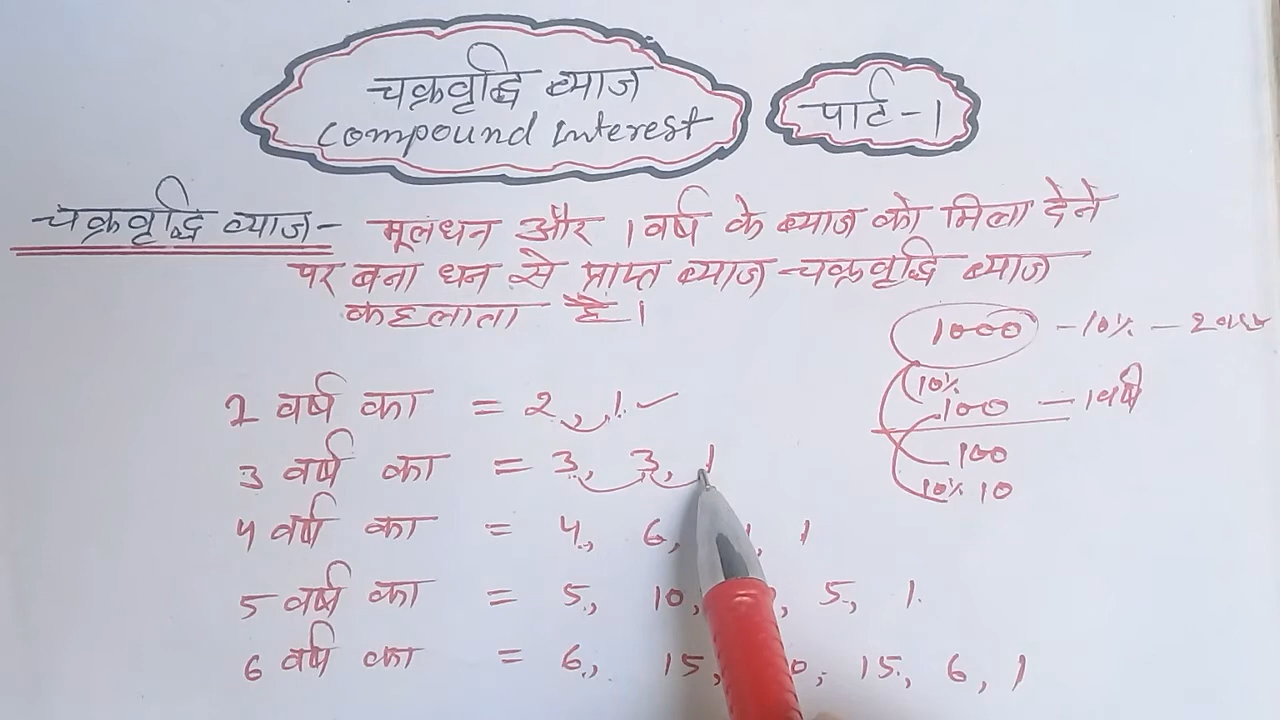 चक्रवृद्धि ब्याज
Compound Interest
पार्ट-1
चक्रवृद्धि ब्याज- मूलधन और 1 वर्ष के ब्याज को मिला देने
पर बना धन से प्राप्त ब्याज-चक्रवृद्धि ब्याज
कहलाता है।
1000 - 10% -
10%
100 - 1 वर्ष
100
10% 10
2 वर्ष का = 2, 1
3 वर्ष का = 3, 3, 1
4 वर्ष का = 4, 6, 1
5 वर्ष का = 5, 10, 5, 1
6 वर्ष का = 6, 15, 15, 6, 1